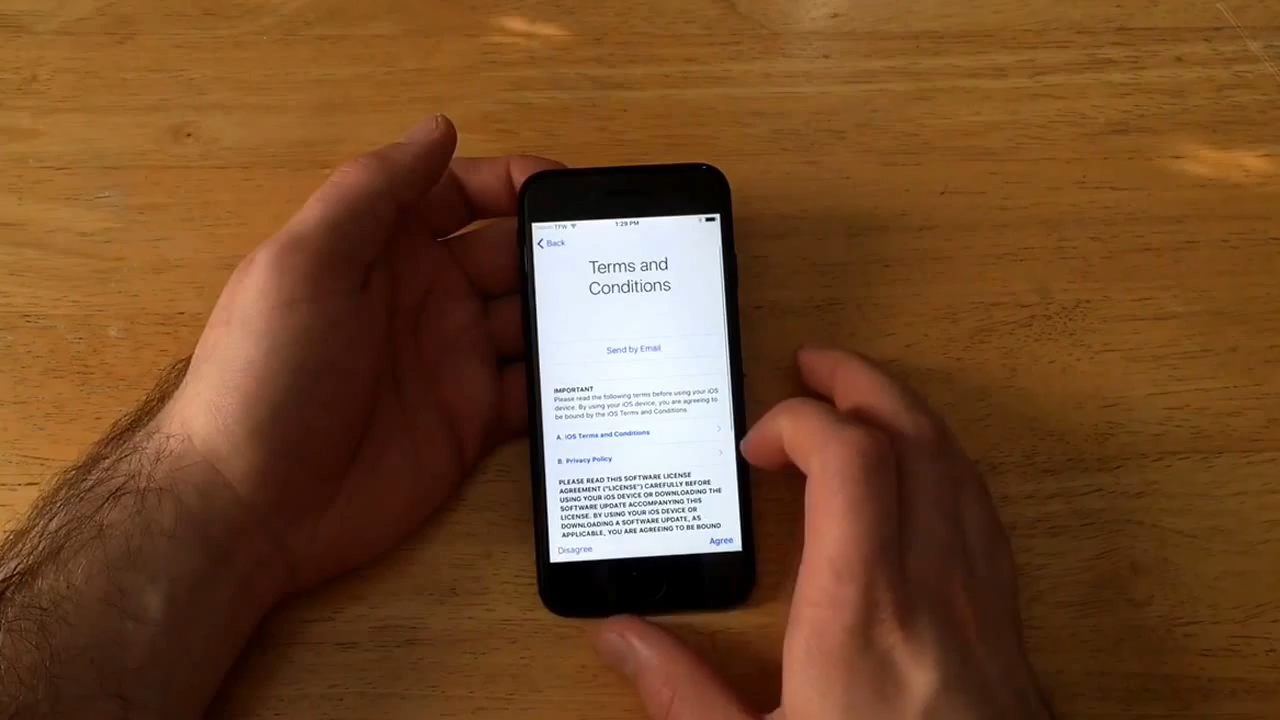 TFW 1:29 PM
Back
Terms and
Conditions
Send by Email
IMPORTANT
Please read the following terms before using your iOS
device. By using your iOS device, you are agreeing to
be bound by the iOS Terms and Conditions.
A. iOS Terms and Conditions
B. Privacy Policy
PLEASE READ THIS SOFTWARE LICENSE
AGREEMENT ("LICENSE") CAREFULLY BEFORE
USING YOUR iOS DEVICE OR DOWNLOADING THE
SOFTWARE UPDATE ACCOMPANYING THIS
LICENSE. BY USING YOUR iOS DEVICE OR
DOWNLOADING A SOFTWARE UPDATE, AS
APPLICABLE, YOU ARE AGREEING TO BE BOUND
Disagree Agree